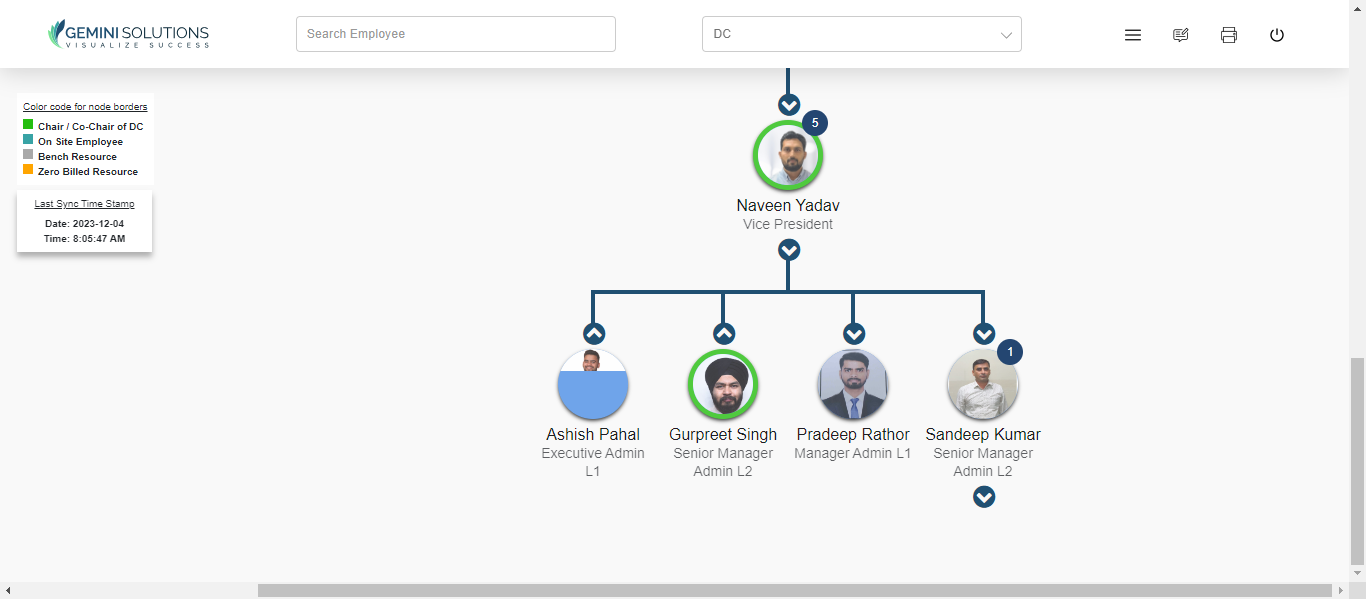 GEMINI SOLUTIONS
VISUALIZE SUCCESS
Search Employee
DC
Color code for node borders
Chair / Co-Chair of DC
On Site Employee
Bench Resource
Zero Billed Resource
Last Sync Time Stamp
Date: 2023-12-04
Time: 8:05:47 AM
5
Naveen Yadav
Vice President
1
Ashish Pahal
Executive Admin
L1
Gurpreet Singh
Senior Manager
Admin L2
Pradeep Rathor
Manager Admin L1
Sandeep Kumar
Senior Manager
Admin L2